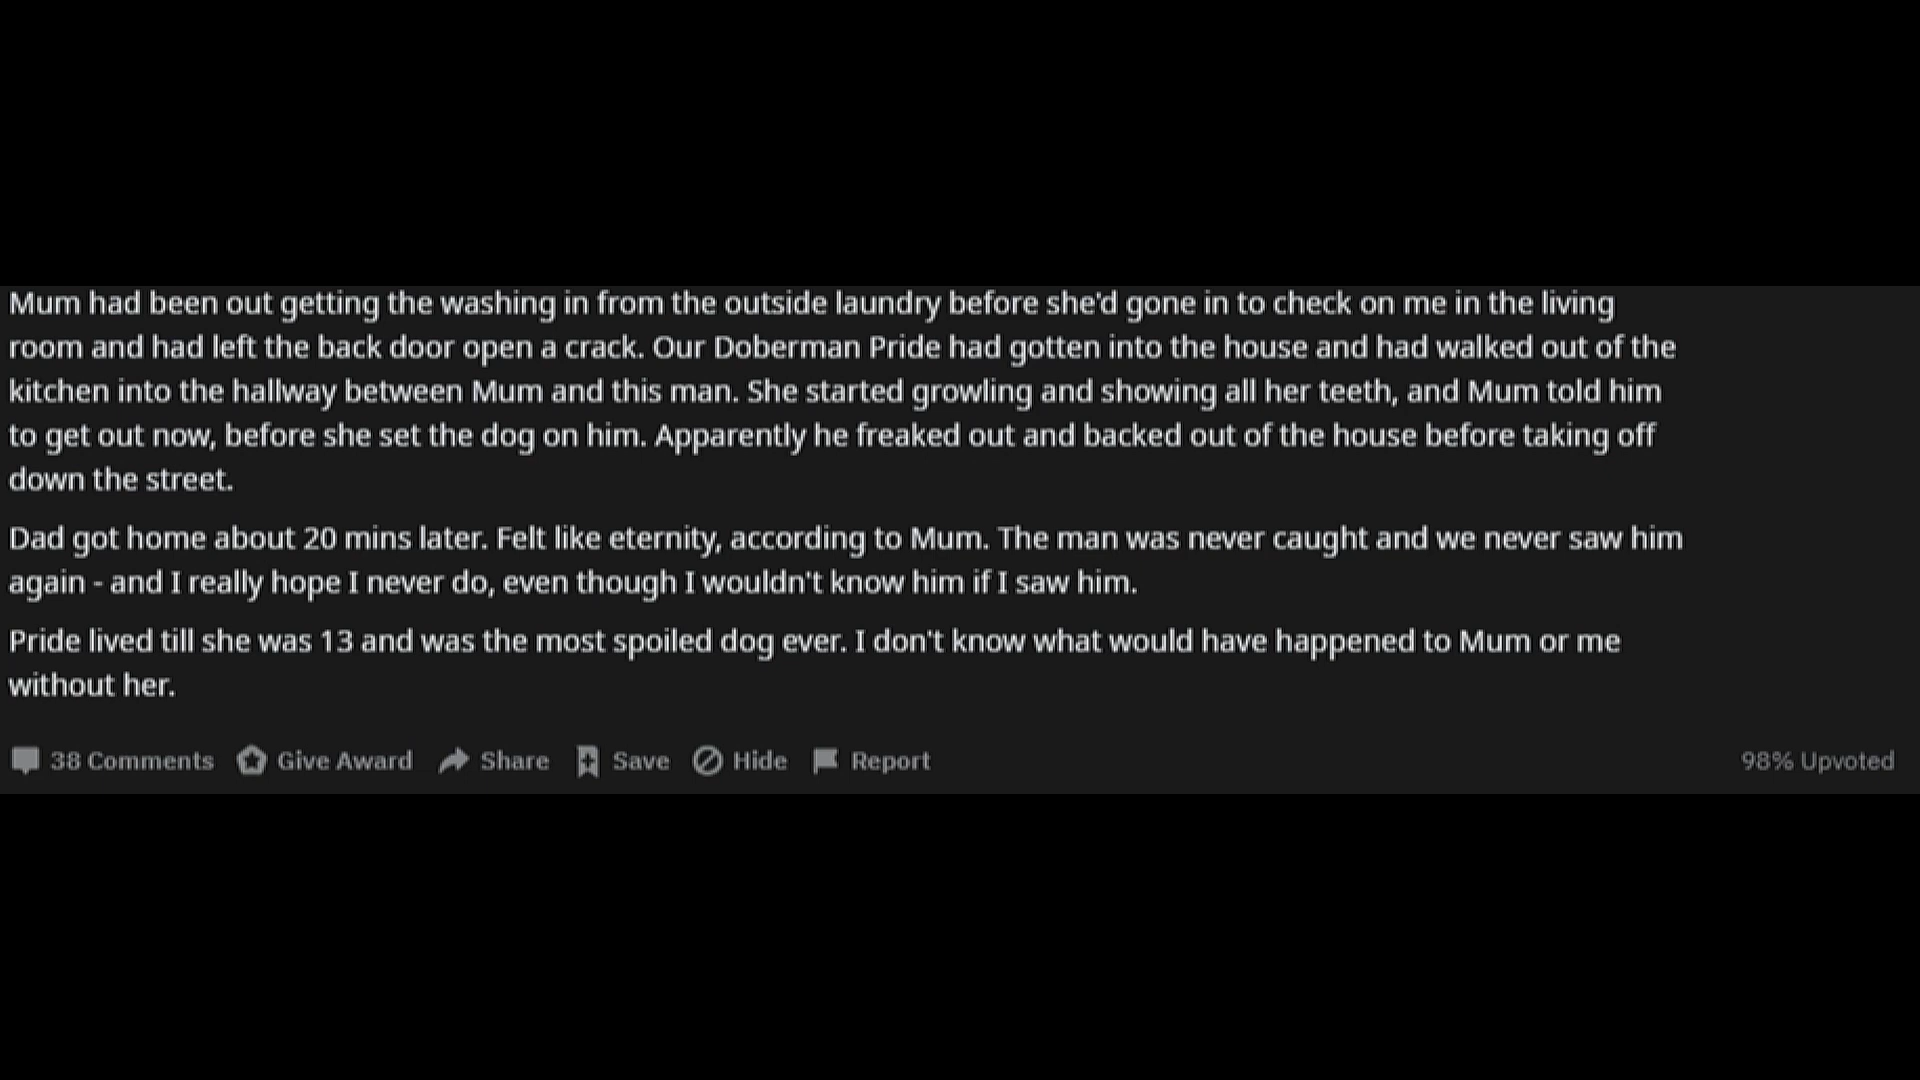 Mum had been out getting the washing in from the outside laundry before she'd gone in to check on me in the living
room and had left the back door open a crack. Our Doberman Pride had gotten into the house and had walked out of the
kitchen into the hallway between Mum and this man. She started growling and showing all her teeth, and Mum told him
to get out now, before she set the dog on him. Apparently he freaked out and backed out of the house before taking off
down the street.
Dad got home about 20 mins later. Felt like eternity, according to Mum. The man was never caught and we never saw him
again - and I really hope I never do, even though I wouldn't know him if I saw him.
Pride lived till she was 13 and was the most spoiled dog ever. I don't know what would have happened to Mum or me
without her.
38 Comments Give Award Share Save Hide Report 98% Upvoted